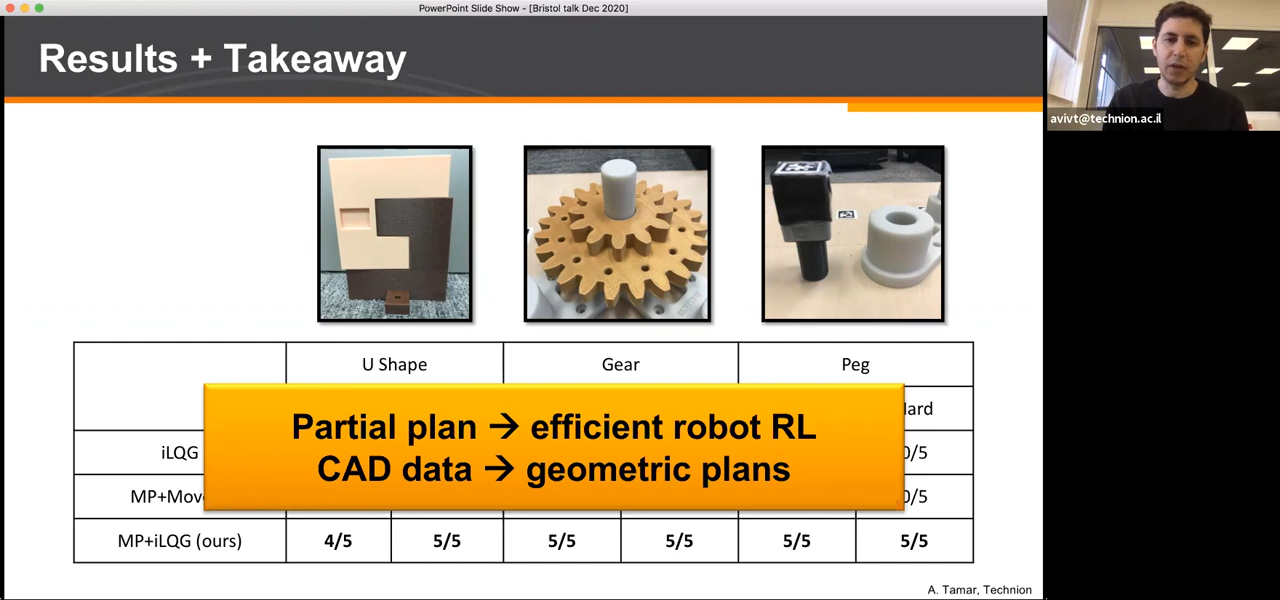 PowerPoint Slide Show - [Bristol talk Dec 2020]
Results + Takeaway
avivt@technion.ac.il
U Shape Gear Peg
Partial plan → efficient robot RL
CAD data → geometric plans
iLQG
MP+MP+iLQG (ours) 4/5 5/5 5/5 5/5 5/5 5/5
A. Tamar, Technion